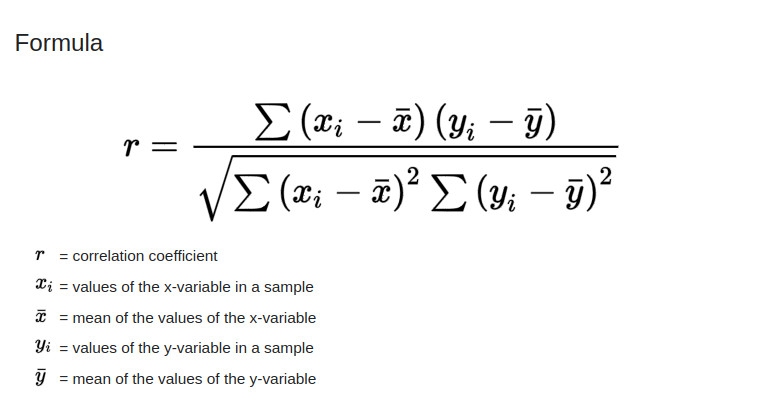 Formula
r = ∑ (xᵢ − x̄) (yᵢ − ȳ) / √ ∑ (xᵢ − x̄)² ∑ (yᵢ − ȳ)²
r = correlation coefficient
xᵢ = values of the x-variable in a sample
x̄ = mean of the values of the x-variable
yᵢ = values of the y-variable in a sample
ȳ = mean of the values of the y-variable